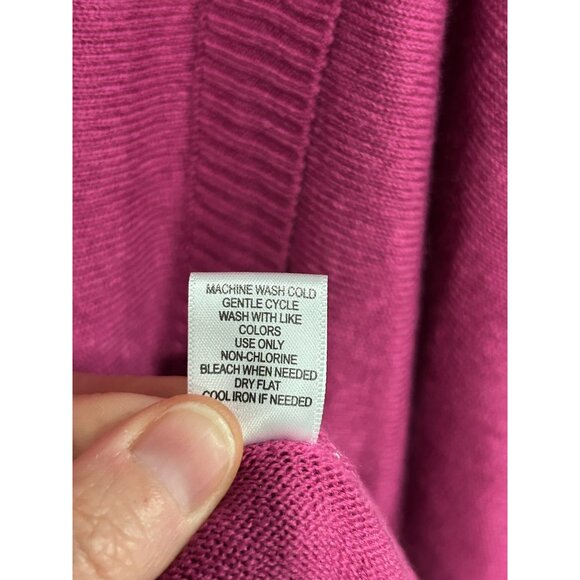 MACHINE WASH COLD
GENTLE CYCLE
WASH WITH LIKE
COLORS
USE ONLY
NON-CHLORINE
BLEACH WHEN NEEDED
DRY FLAT
COOL IRON IF NEEDED